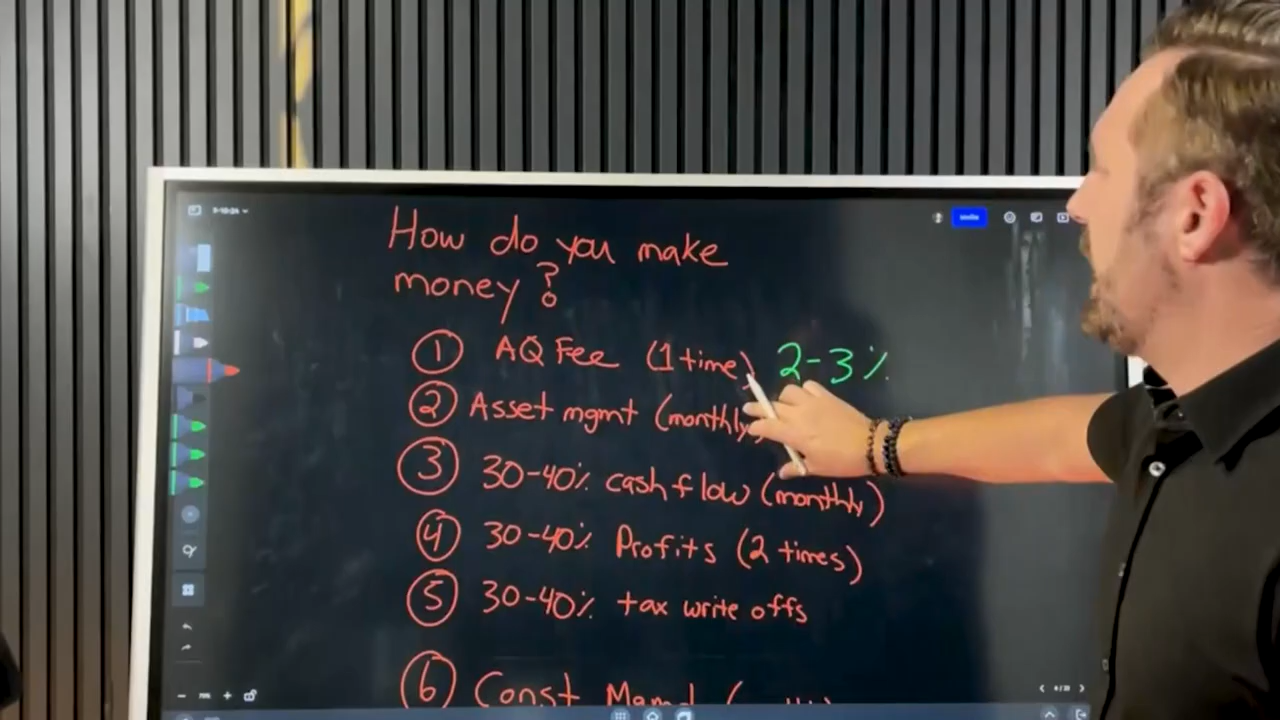 How do you make
money?
1 AQ Fee (1 time) 2-3%
2 Asset mgmt (monthly
3 30-40% cash flow (monthly)
4 30-40% Profits (2 times)
5 30-40% tax write offs
6 Const Mgmt (